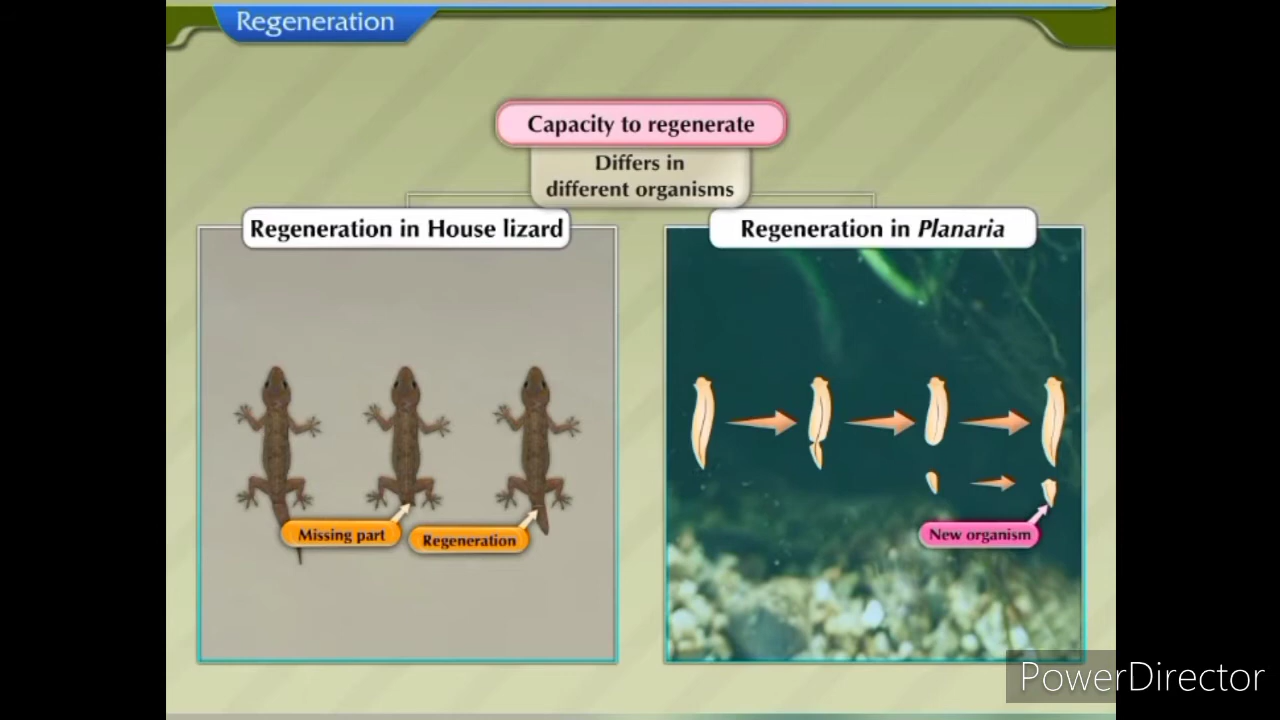 Regeneration
Capacity to regenerate
Differs in
different organisms
Regeneration in House lizard
Regeneration in Planaria
Missing part
Regeneration
New organism
PowerDirector